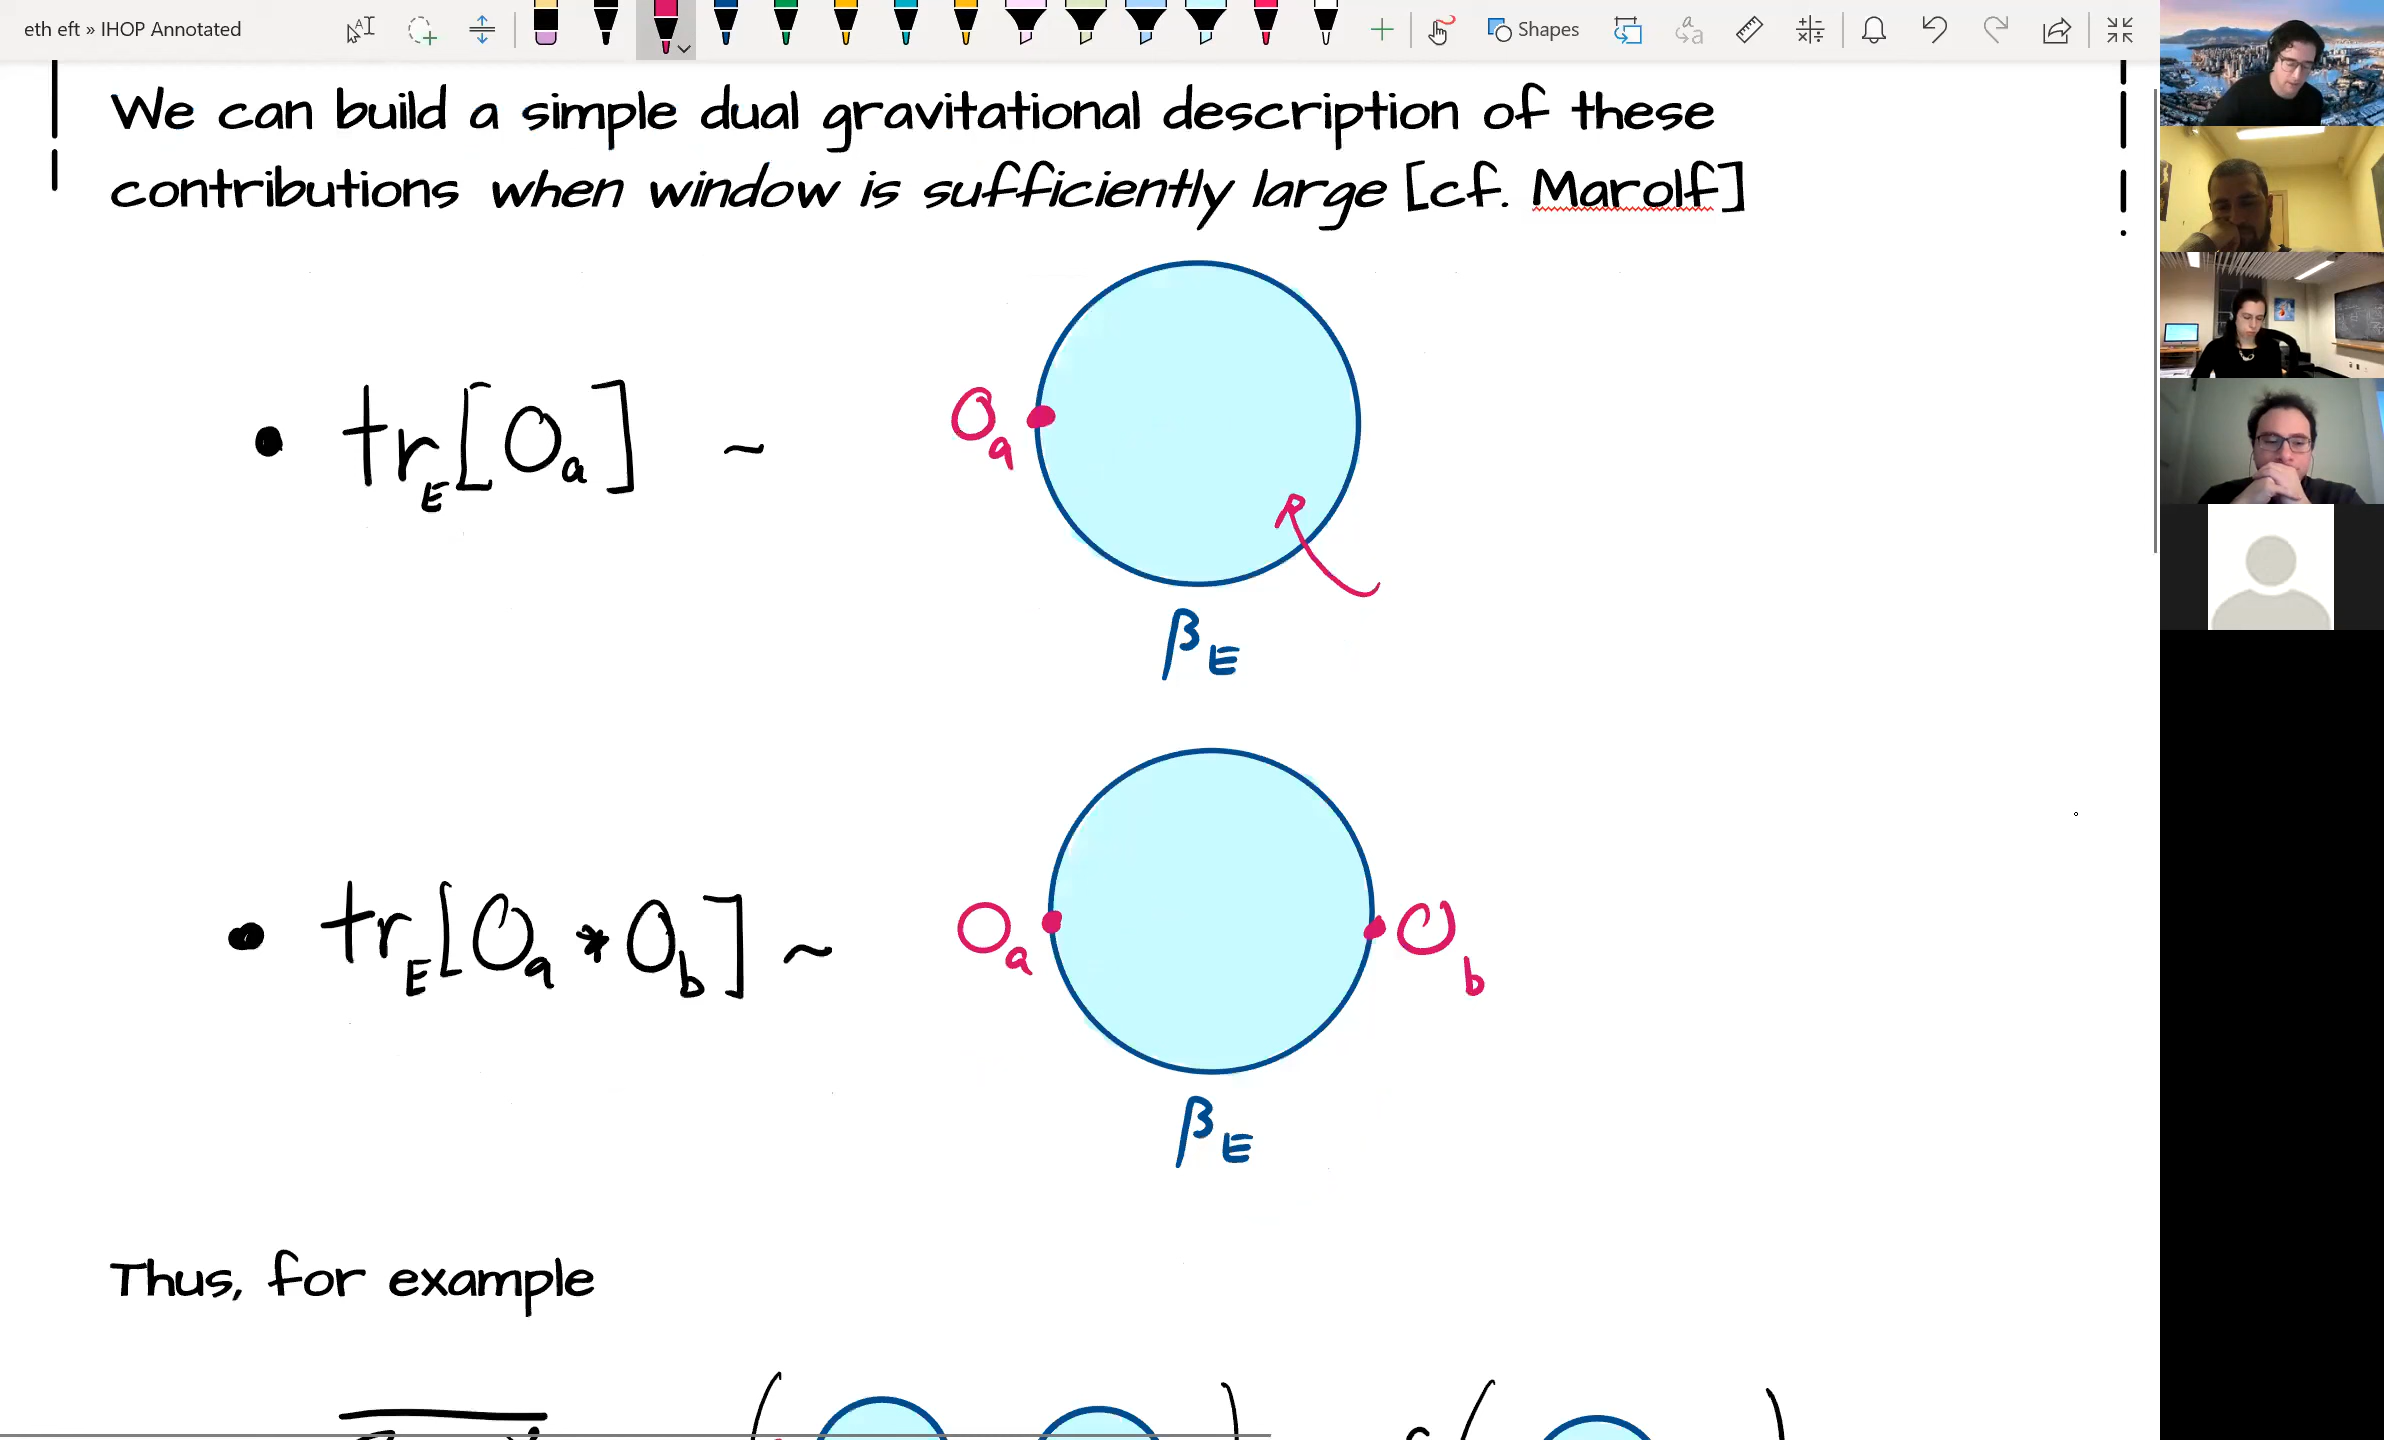 eth eft » IHOP Annotated
Shapes
We can build a simple dual gravitational description of these
contributions when window is sufficiently large [cf. Marolf]
• tr_E[O_a] ~
O_a
β_E
• tr_E[O_a * O_b] ~
O_a
O_b
β_E
Thus, for example